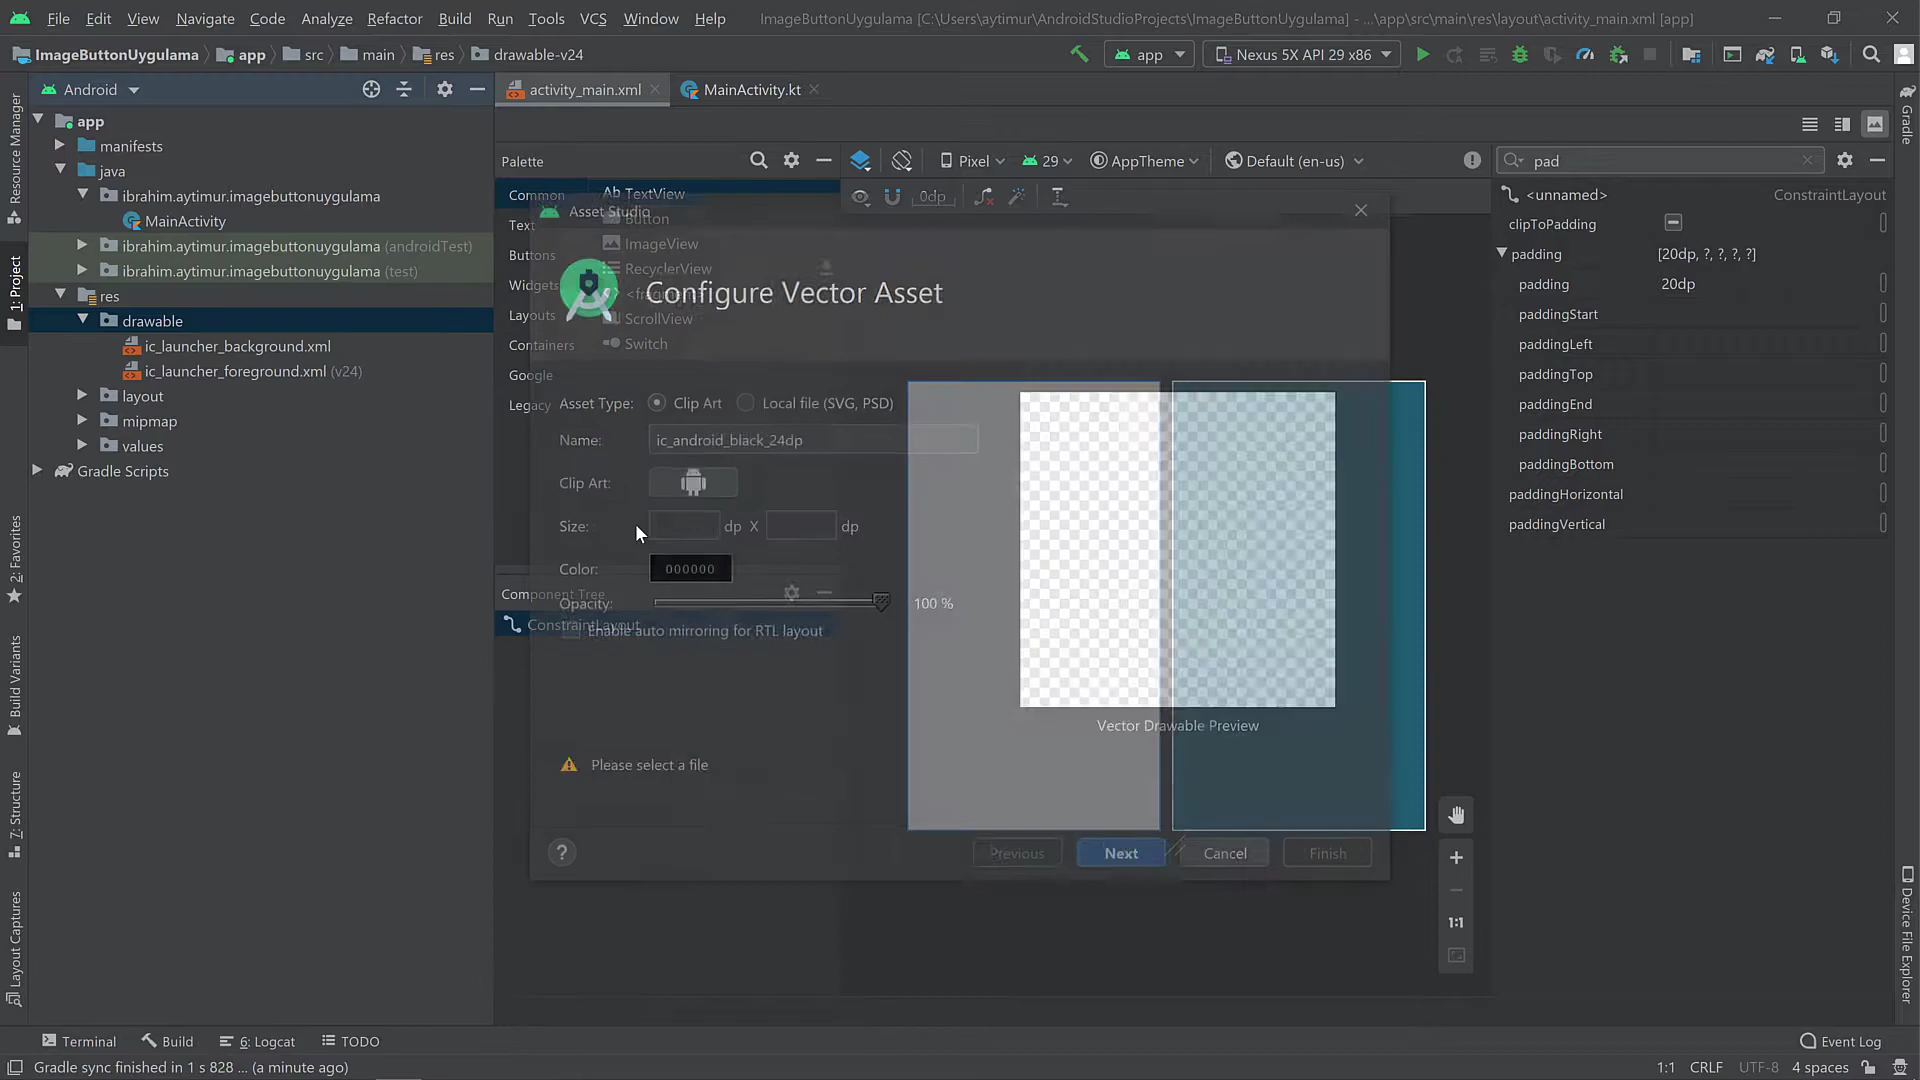 File Edit View Navigate Code Analyze Refactor Build Run Tools VCS Window Help ImageButtonUygulama [C:\Users\aytimur\AndroidStudioProjects\ImageButtonUygulama] - ...\app\src\main\res\layout\activity_main.xml [app]
ImageButtonUygulama app src main res drawable-v24 app Nexus 5X API 29 x86
Android activity_main.xml MainActivity.kt
app
manifests
java
ibrahim.aytimur.imagebuttonuygulama
MainActivity
ibrahim.aytimur.imagebuttonuygulama (androidTest)
ibrahim.aytimur.imagebuttonuygulama (test)
res
drawable
ic_launcher_background.xml
ic_launcher_foreground.xml (v24)
layout
mipmap
values
Gradle Scripts
Resource Manager
1: Project
2: Favorites
Build Variants
7: Structure
Layout Captures
Palette
Common
Text
Buttons
Widgets
Layouts
Containers
Google
Legacy
Ab TextView
Button
ImageView
RecyclerView
ScrollView
Switch
Pixel 29 AppTheme Default (en-us)
0dp
Asset Studio
Configure Vector Asset
Asset Type: Clip Art Local file (SVG, PSD)
Name: ic_android_black_24dp
Clip Art:
Size: dp X dp
Color: 000000
Opacity: 100 %
Enable auto mirroring for RTL layout
Component Tree
ConstraintLayout
Vector Drawable Preview
Please select a file
? Previous Next Cancel Finish
1:1
pad
<unnamed> ConstraintLayout
clipToPadding
padding [20dp, ?, ?, ?, ?]
padding 20dp
paddingStart
paddingLeft
paddingTop
paddingEnd
paddingRight
paddingBottom
paddingHorizontal
paddingVertical
Gradle
Device File Explorer
Terminal Build 6: Logcat TODO Event Log
Gradle sync finished in 1 s 828 ... (a minute ago) 1:1 CRLF UTF-8 4 spaces